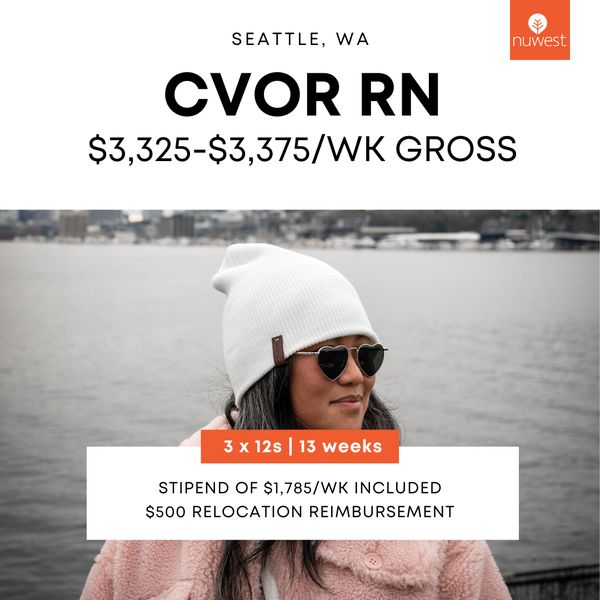 SEATTLE, WA
nuwest
CVOR RN
$3,325-$3,375/WK GROSS
3 x 12s | 13 weeks
STIPEND OF $1,785/WK INCLUDED
$500 RELOCATION REIMBURSEMENT